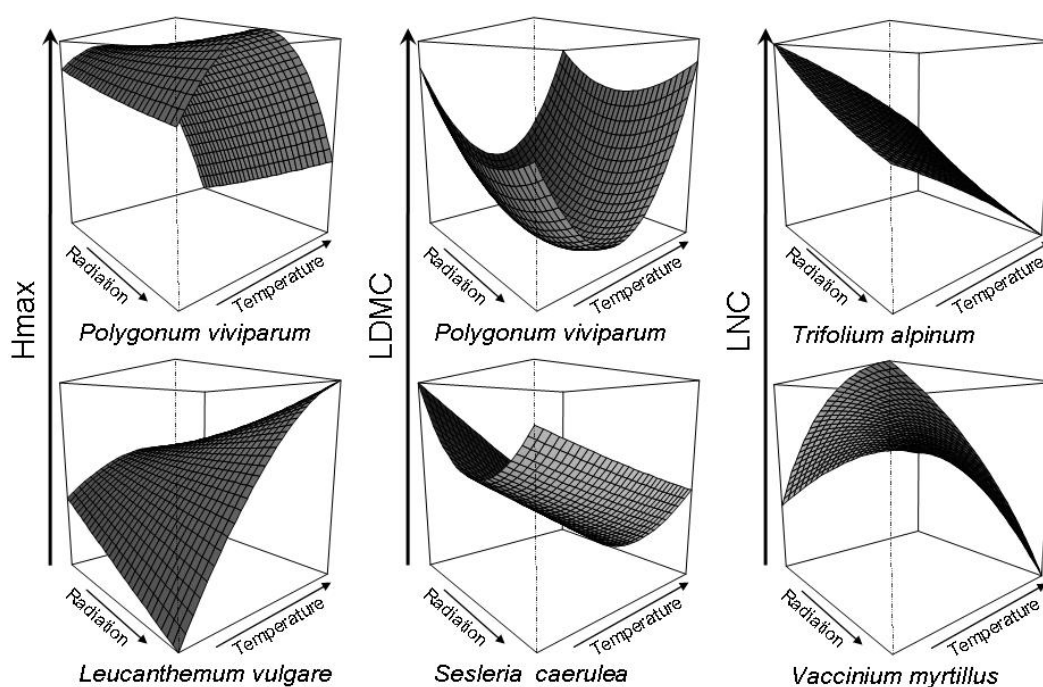 Hmax
Radiation
Temperature
Polygonum viviparum
LDMC
Radiation
Temperature
Polygonum viviparum
LNC
Radiation
Temperature
Trifolium alpinum
Radiation
Temperature
Leucanthemum vulgare
Radiation
Temperature
Sesleria caerulea
Radiation
Temperature
Vaccinium myrtillus